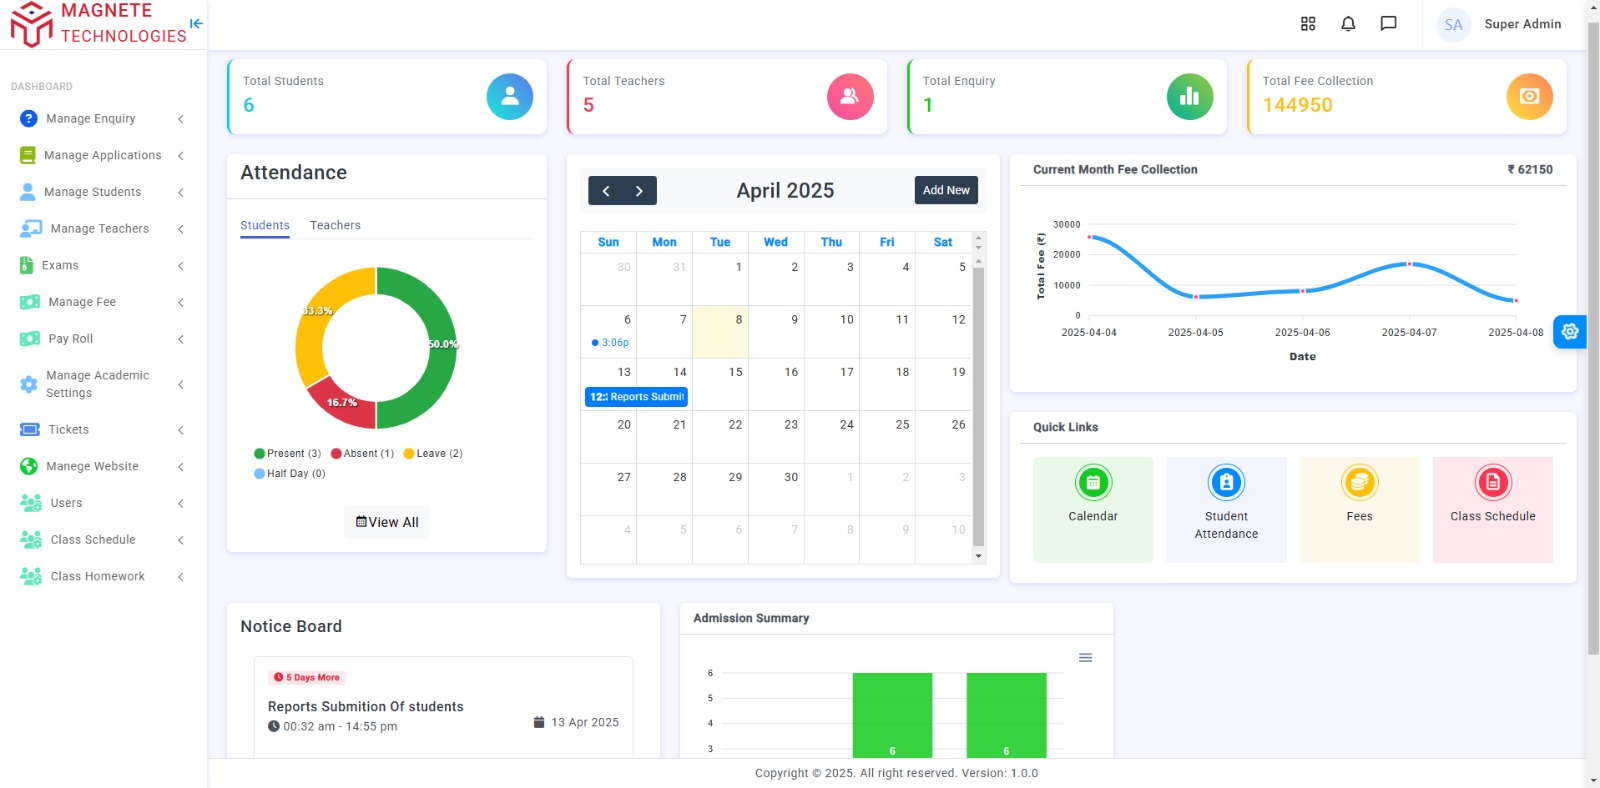 MAGNETE
TECHNOLOGIES
SA
Super Admin
DASHBOARD
Manage Enquiry
Manage Applications
Manage Students
Manage Teachers
Exams
Manage Fee
Pay Roll
Manage Academic
Settings
Tickets
Manege Website
Users
Class Schedule
Class Homework
Total Students
6
Total Teachers
5
Total Enquiry
1
Total Fee Collection
144950
Attendance
Students
Teachers
33.3%
50.0%
16.7%
Present (3) Absent (1) Leave (2)
Half Day (0)
View All
April 2025
Add New
Sun Mon Tue Wed Thu Fri Sat
30 31 1 2 3 4 5
6 7 8 9 10 11 12
3:06p
13 14 15 16 17 18 19
12:: Reports Submit
20 21 22 23 24 25 26
27 28 29 30 1 2 3
4 5 6 7 8 9 10
Current Month Fee Collection
₹ 62150
Total Fee (₹)
30000
20000
10000
0
2025-04-04 2025-04-05 2025-04-06 2025-04-07 2025-04-08
Date
Quick Links
Calendar
Student
Attendance
Fees
Class Schedule
Notice Board
5 Days More
Reports Submition Of students
00:32 am - 14:55 pm
13 Apr 2025
Admission Summary
6
5
4
3
6
6
Copyright © 2025. All right reserved. Version: 1.0.0